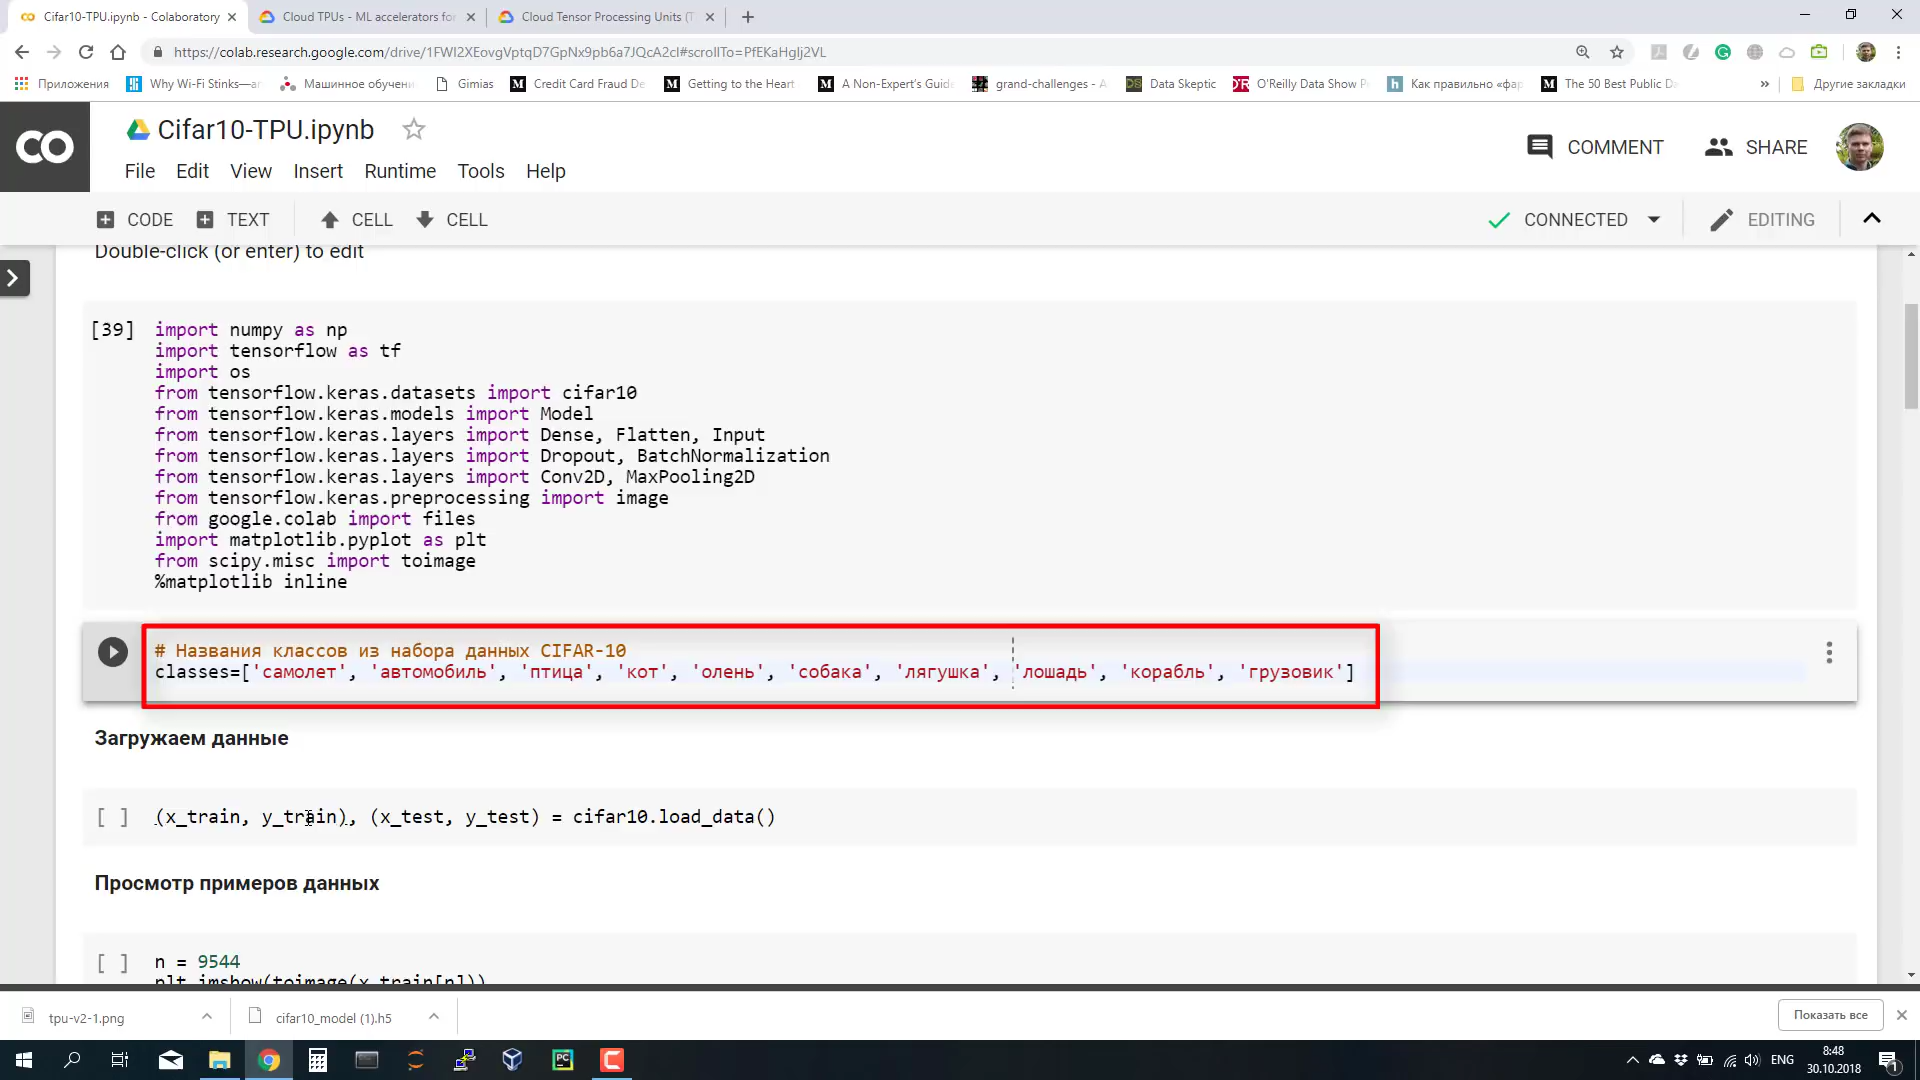 Cifar10-TPU.ipynb - Colaboratory
Cloud TPUs - ML accelerators for
Cloud Tensor Processing Units (T
https://colab.research.google.com/drive/1FWI2XEovgVptqD7GpNx9pb6a7JQcA2cI#scrollTo=PfEKaHglj2VL
Приложения
Why Wi-Fi Stinks—ar
Машинное обучени
Gimias
Credit Card Fraud De
Getting to the Heart
A Non-Expert's Guide
grand-challenges - A
Data Skeptic
O'Reilly Data Show P
Как правильно «фар
The 50 Best Public Da
»
Другие закладки
CO
Cifar10-TPU.ipynb
COMMENT
SHARE
File Edit View Insert Runtime Tools Help
CODE TEXT CELL CELL
CONNECTED
EDITING
Double-click (or enter) to edit
[39] import numpy as np
import tensorflow as tf
import os
from tensorflow.keras.datasets import cifar10
from tensorflow.keras.models import Model
from tensorflow.keras.layers import Dense, Flatten, Input
from tensorflow.keras.layers import Dropout, BatchNormalization
from tensorflow.keras.layers import Conv2D, MaxPooling2D
from tensorflow.keras.preprocessing import image
from google.colab import files
import matplotlib.pyplot as plt
from scipy.misc import toimage
%matplotlib inline
# Названия классов из набора данных CIFAR-10
classes=['самолет', 'автомобиль', 'птица', 'кот', 'олень', 'собака', 'лягушка', 'лошадь', 'корабль', 'грузовик']
Загружаем данные
[ ] (x_train, y_train), (x_test, y_test) = cifar10.load_data()
Просмотр примеров данных
[ ] n = 9544
plt.imshow(toimage(x_train[n]))
tpu-v2-1.png
cifar10_model (1).h5
Показать все
ENG
8:48
30.10.2018
1